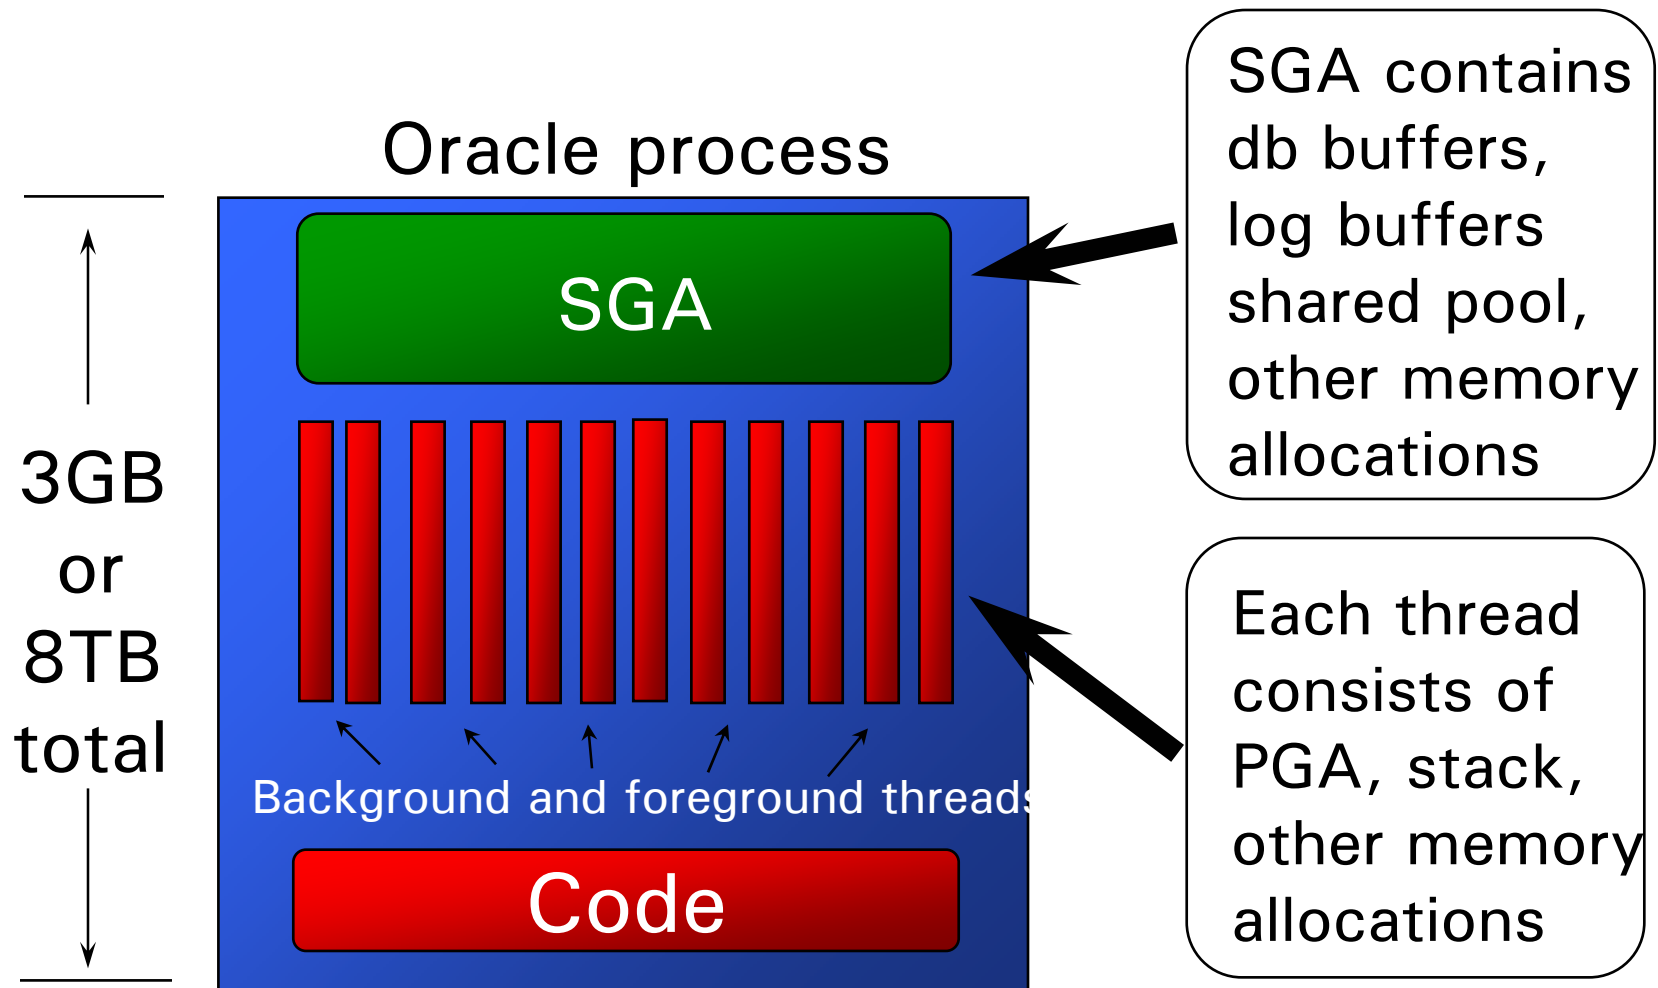 Oracle process
SGA
Background and foreground threads
Code
3GB
or
8TB
total
SGA contains
db buffers,
log buffers
shared pool,
other memory
allocations
Each thread
consists of
PGA, stack,
other memory
allocations